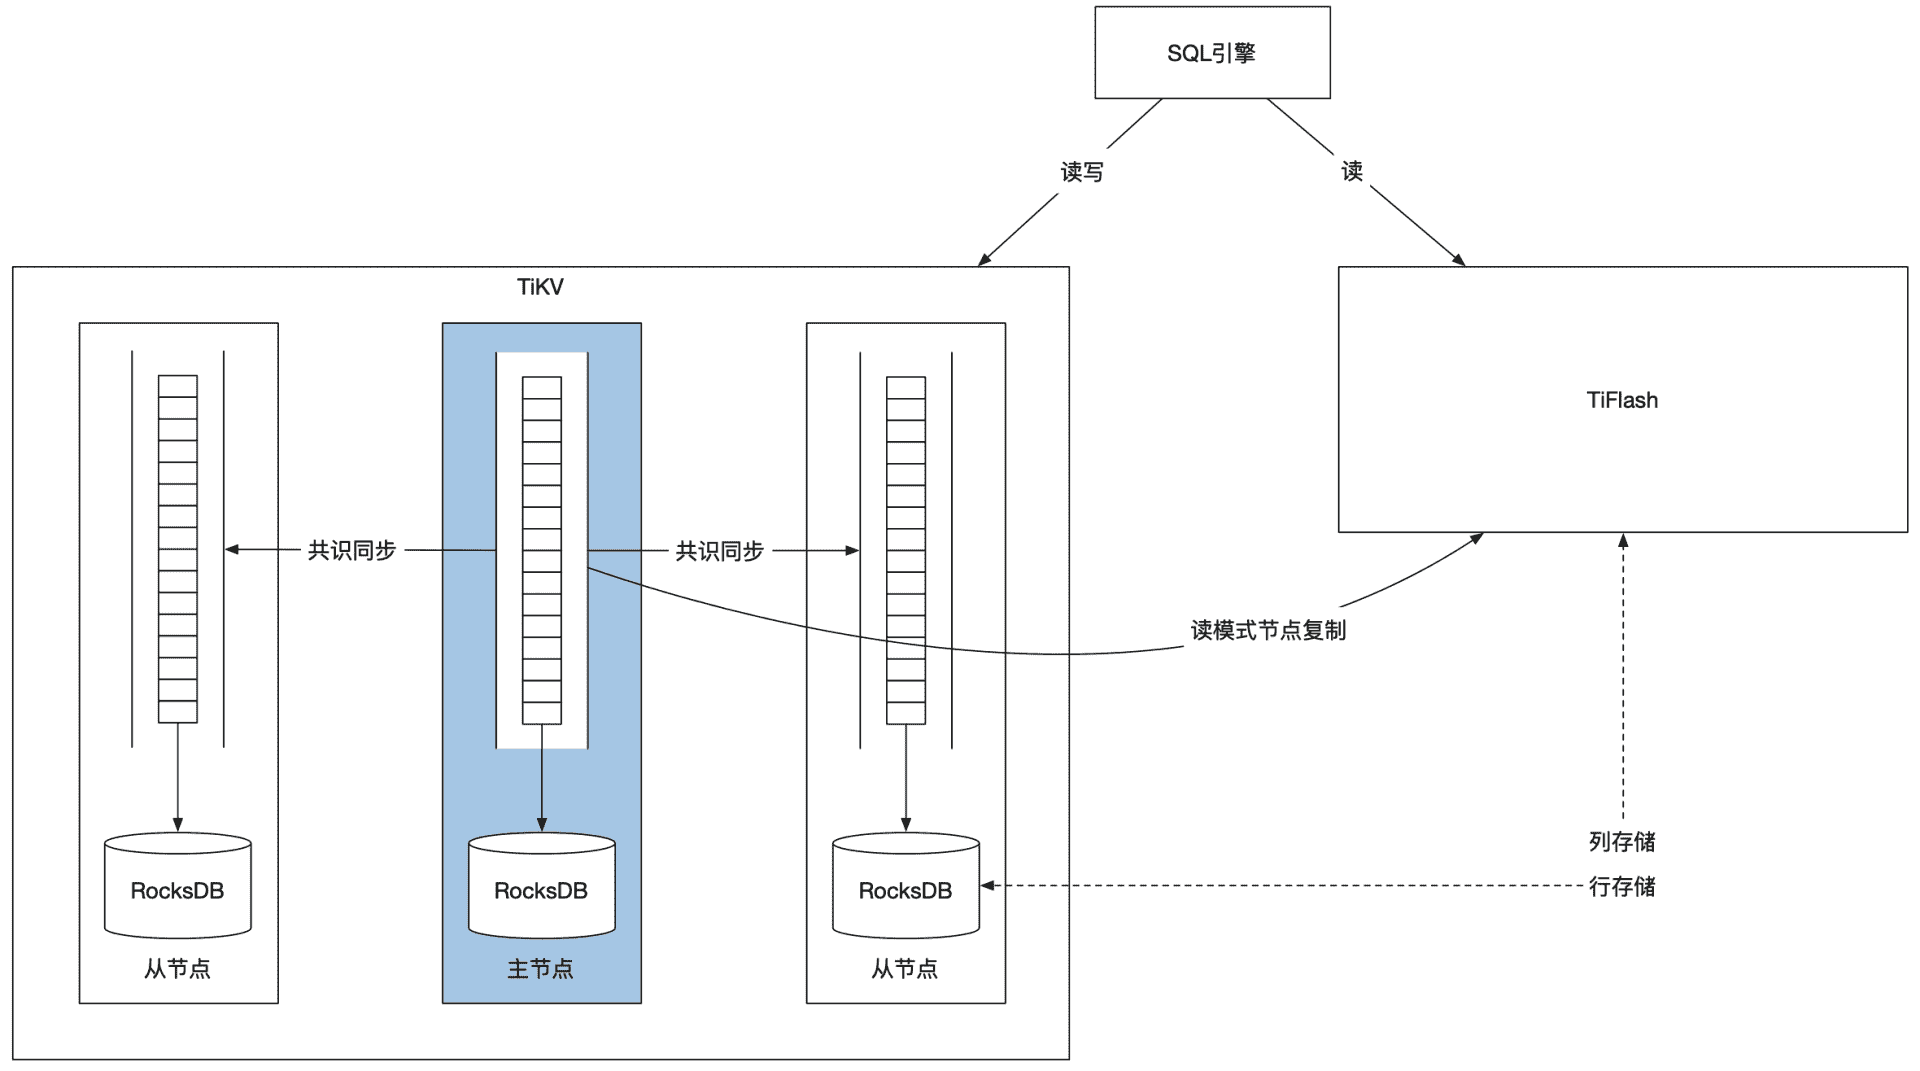 SQL引擎
读写
读
TiKV
TiFlash
共识同步
共识同步
读模式节点复制
列存储
行存储
RocksDB
RocksDB
RocksDB
从节点
主节点
从节点